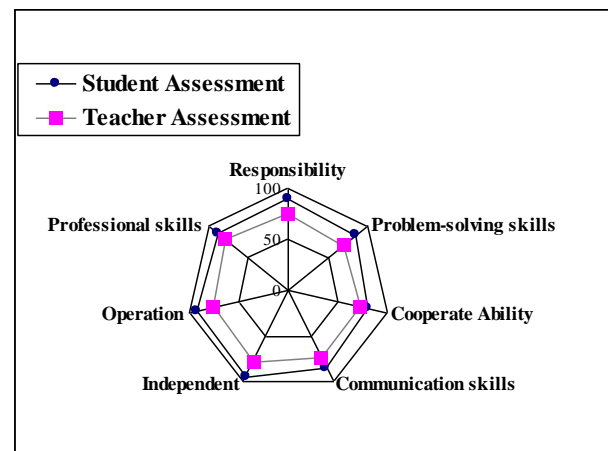 Student Assessment
Teacher Assessment
Responsibility
100
Professional skills
Problem-solving skills
50
0
Operation
Cooperate Ability
Independent
Communication skills